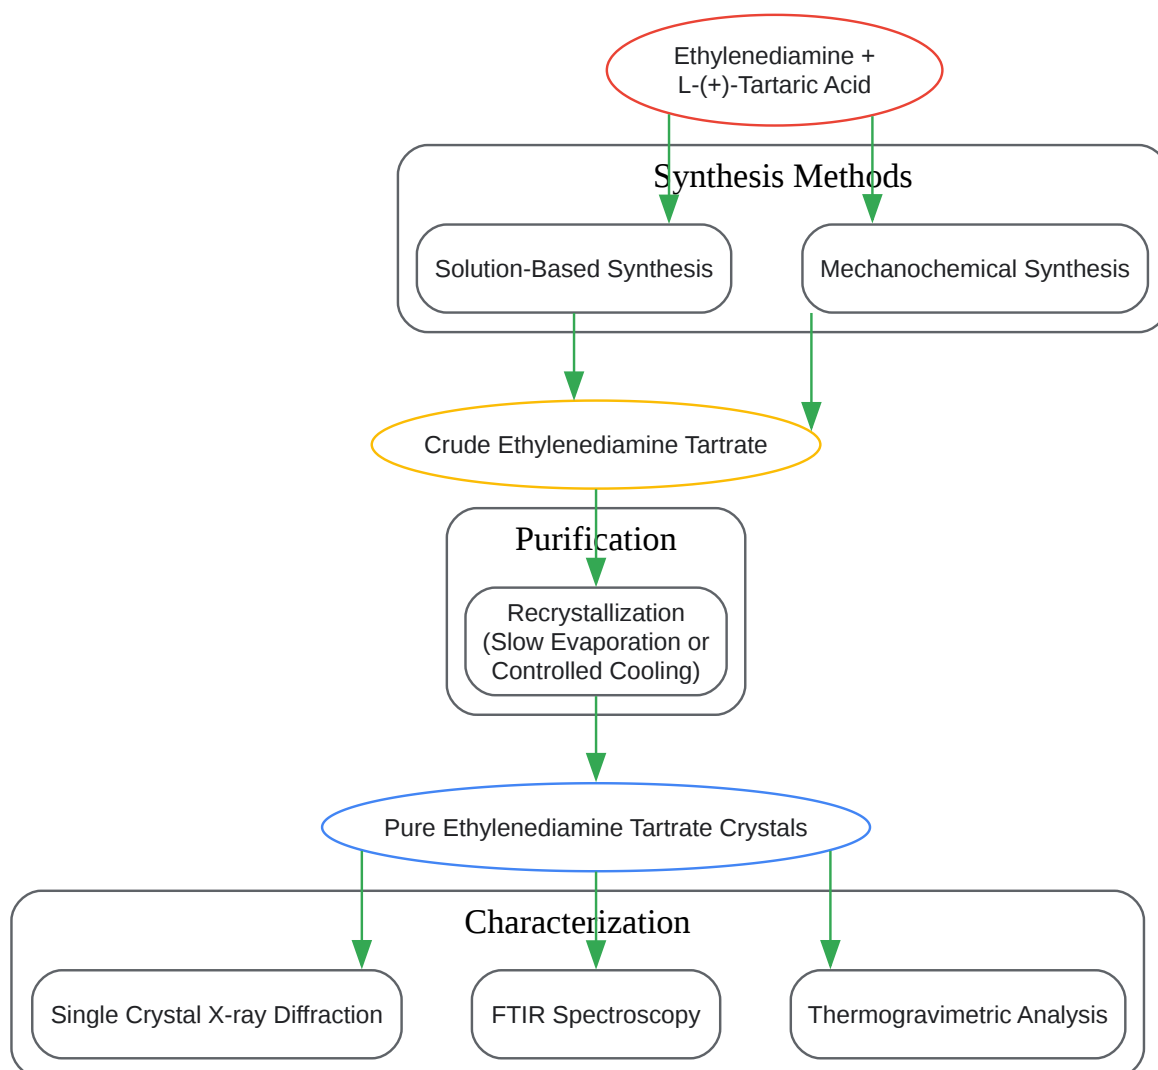 Ethylenediamine +
L-(+)-Tartaric Acid
Synthesis Methods
Solution-Based Synthesis
Mechanochemical Synthesis
Crude Ethylenediamine Tartrate
Purification
Recrystallization
(Slow Evaporation or
Controlled Cooling)
Pure Ethylenediamine Tartrate Crystals
Characterization
Single Crystal X-ray Diffraction
FTIR Spectroscopy
Thermogravimetric Analysis